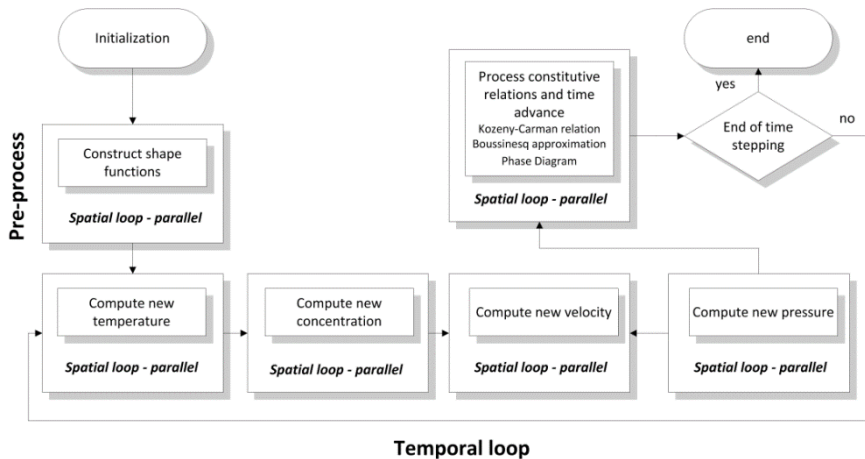 Initialization
Pre-process
Construct shape
functions
Spatial loop - parallel
Process constitutive
relations and time
advance
Kozeny-Carman relation
Boussinesq approximation
Phase Diagram
Spatial loop - parallel
end
yes
no
End of time
stepping
Compute new
temperature
Spatial loop - parallel
Compute new
concentration
Spatial loop - parallel
Compute new velocity
Spatial loop - parallel
Compute new pressure
Spatial loop - parallel
Temporal loop